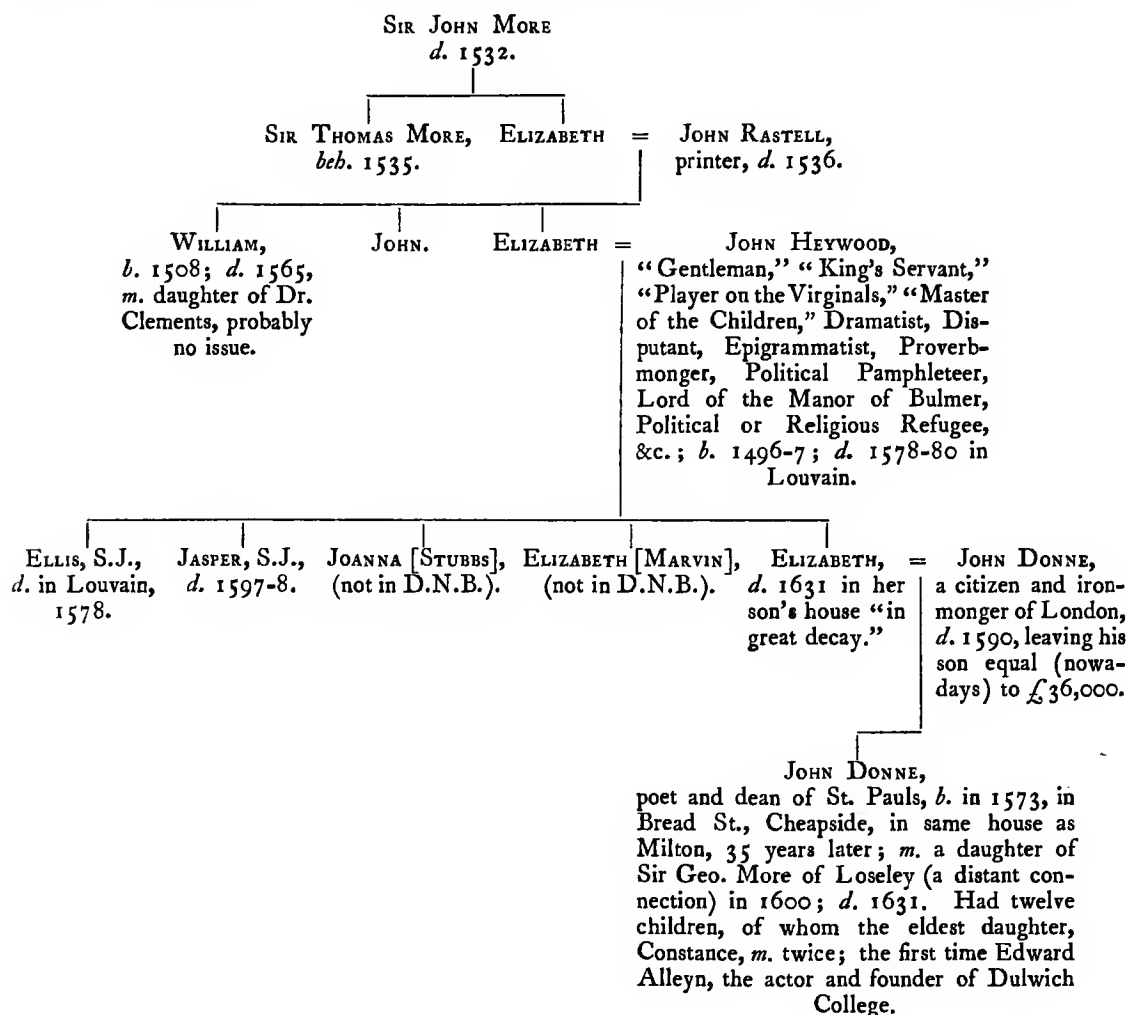 SIR JOHN MORE
d. 1532.
SIR THOMAS MORE,
beh. 1535.
ELIZABETH = JOHN RASTELL,
printer, d. 1536.
WILLIAM,
b. 1508; d. 1565,
m. daughter of Dr.
Clements, probably
no issue.
JOHN.
ELIZABETH = JOHN HEYWOOD,
“Gentleman,” “King's Servant,”
“Player on the Virginals,” “Master
of the Children,” Dramatist, Dis-
putant, Epigrammatist, Proverb-
monger, Political Pamphleteer,
Lord of the Manor of Bulmer,
Political or Religious Refugee,
&c.; b. 1496-7; d. 1578-80 in
Louvain.
ELLIS, S.J.,
d. in Louvain,
1578.
JASPER, S.J.,
d. 1597-8.
JOANNA [STUBBS],
(not in D.N.B.).
ELIZABETH [MARVIN],
(not in D.N.B.).
ELIZABETH, =
d. 1631 in her
son's house “in
great decay.”
JOHN DONNE,
a citizen and iron-
monger of London,
d. 1590, leaving his
son equal (nowa-
days) to £36,000.
JOHN DONNE,
poet and dean of St. Pauls, b. in 1573, in
Bread St., Cheapside, in same house as
Milton, 35 years later; m. a daughter of
Sir Geo. More of Loseley (a distant con-
nection) in 1600; d. 1631. Had twelve
children, of whom the eldest daughter,
Constance, m. twice; the first time Edward
Alleyn, the actor and founder of Dulwich
College.